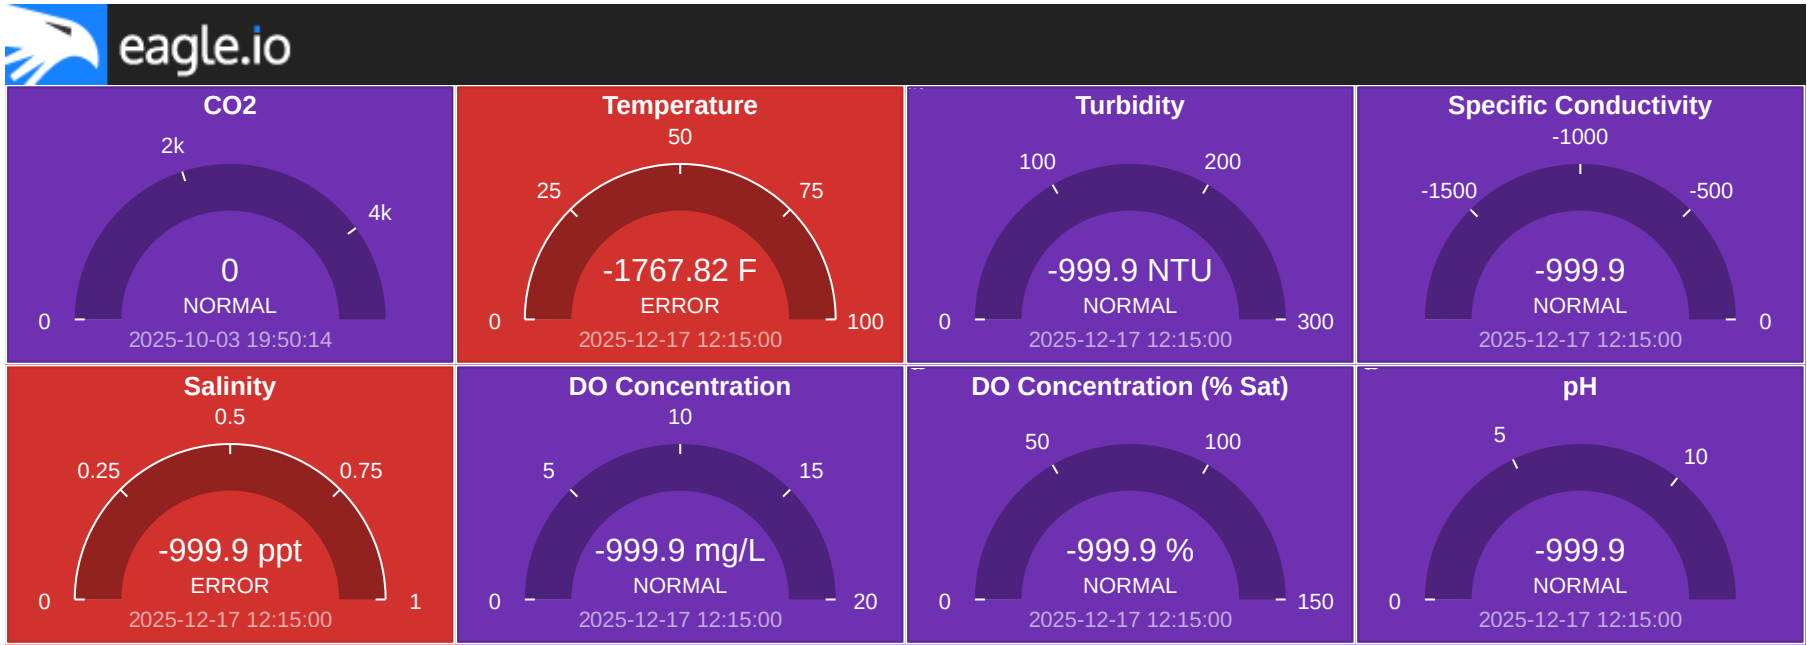 eagle.io
CO2
2k
4k
0
NORMAL
0
2025-10-03 19:50:14
Temperature
50
25
75
-1767.82 F
ERROR
0
100
2025-12-17 12:15:00
Turbidity
100
200
-999.9 NTU
NORMAL
0
300
2025-12-17 12:15:00
Specific Conductivity
-1000
-1500
-500
-999.9
NORMAL
0
2025-12-17 12:15:00
Salinity
0.5
0.25
0.75
-999.9 ppt
ERROR
0
1
2025-12-17 12:15:00
DO Concentration
10
5
15
-999.9 mg/L
NORMAL
0
20
2025-12-17 12:15:00
DO Concentration (% Sat)
50
100
-999.9 %
NORMAL
0
150
2025-12-17 12:15:00
pH
5
10
-999.9
NORMAL
0
2025-12-17 12:15:00